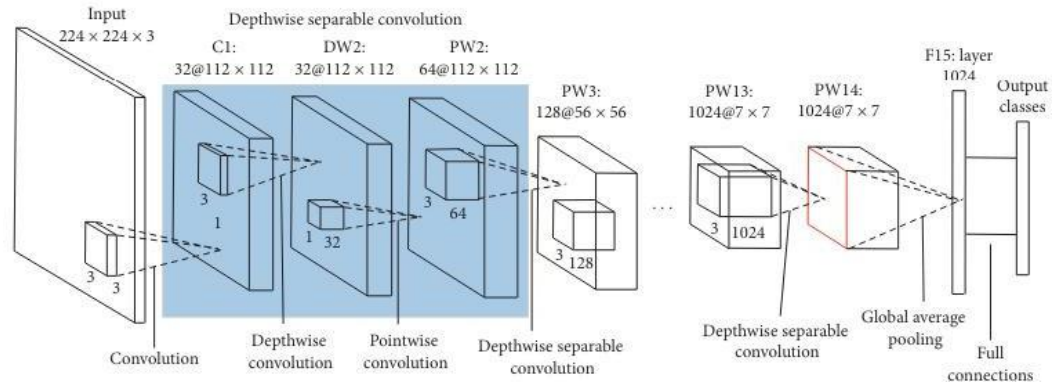 Input
224 × 224 × 3
Depthwise separable convolution
C1:
32@112 × 112
DW2:
32@112 × 112
PW2:
64@112 × 112
PW3:
128@56 × 56
PW13:
1024@7 × 7
PW14:
1024@7 × 7
F15: layer
1024
Output
classes
3
3
3
1
1
32
3
64
3
128
...
3
1024
Convolution
Depthwise
convolution
Pointwise
convolution
Depthwise separable
convolution
Depthwise separable
convolution
Global average
pooling
Full
connections